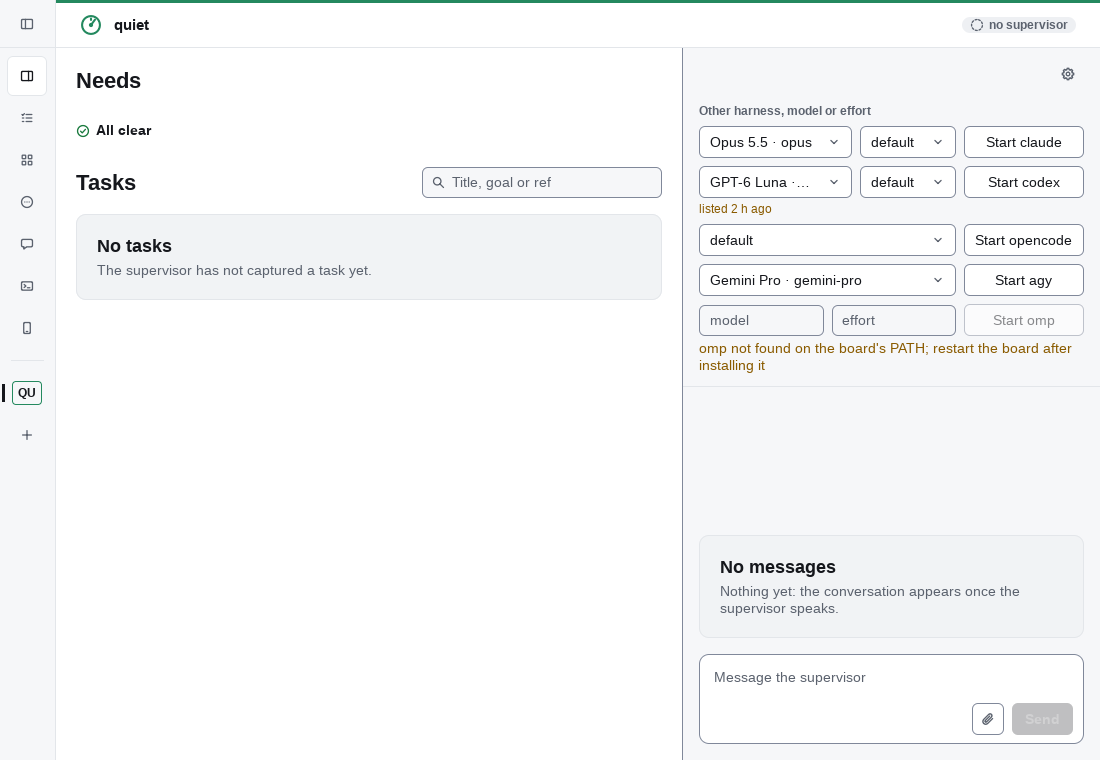 quiet
no supervisor
Needs
All clear
Tasks
Title, goal or ref
No tasks
The supervisor has not captured a task yet.
QU
Other harness, model or effort
Opus 5.5 · opus
default
Start claude
GPT-6 Luna ·…
default
Start codex
listed 2 h ago
default
Start opencode
Gemini Pro · gemini-pro
Start agy
model
effort
Start omp
omp not found on the board's PATH; restart the board after
installing it
No messages
Nothing yet: the conversation appears once the
supervisor speaks.
Message the supervisor
Send